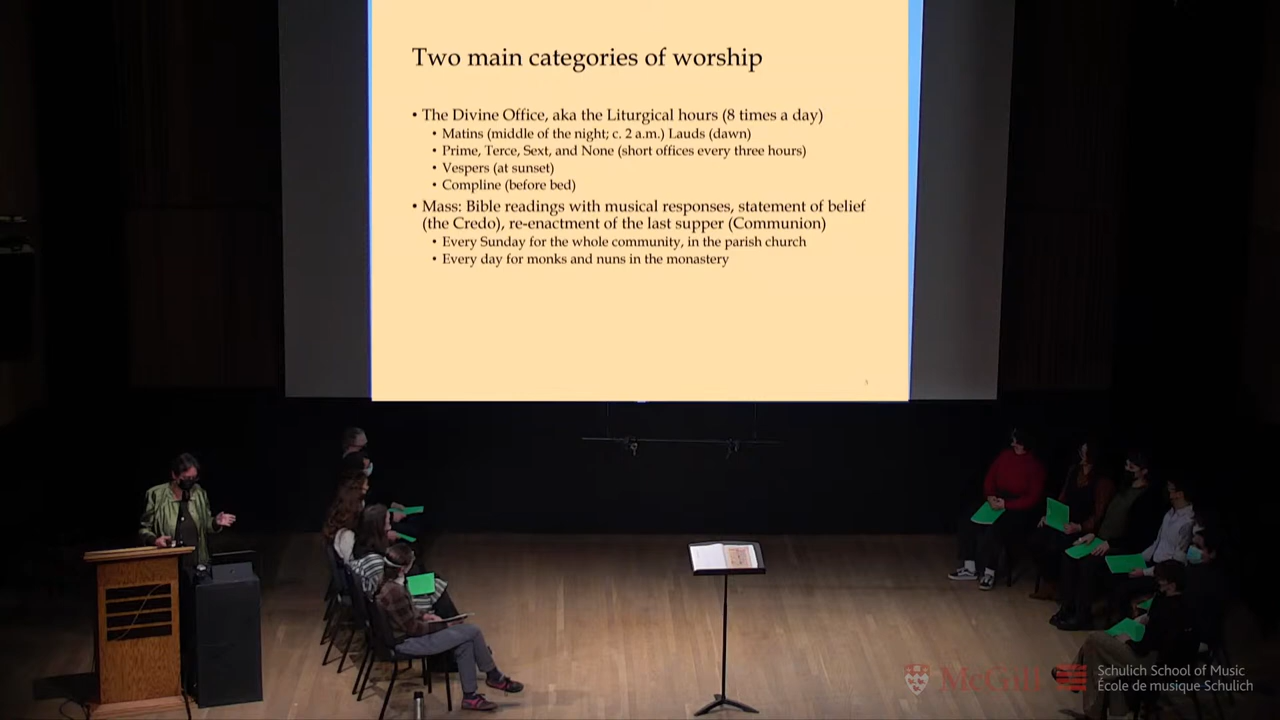 Two main categories of worship
• The Divine Office, aka the Liturgical hours (8 times a day)
• Matins (middle of the night; c. 2 a.m.) Lauds (dawn)
• Prime, Terce, Sext, and None (short offices every three hours)
• Vespers (at sunset)
• Compline (before bed)
• Mass: Bible readings with musical responses, statement of belief
(the Credo), re-enactment of the last supper (Communion)
• Every Sunday for the whole community, in the parish church
• Every day for monks and nuns in the monastery
McGill
Schulich School of Music
École de musique Schulich